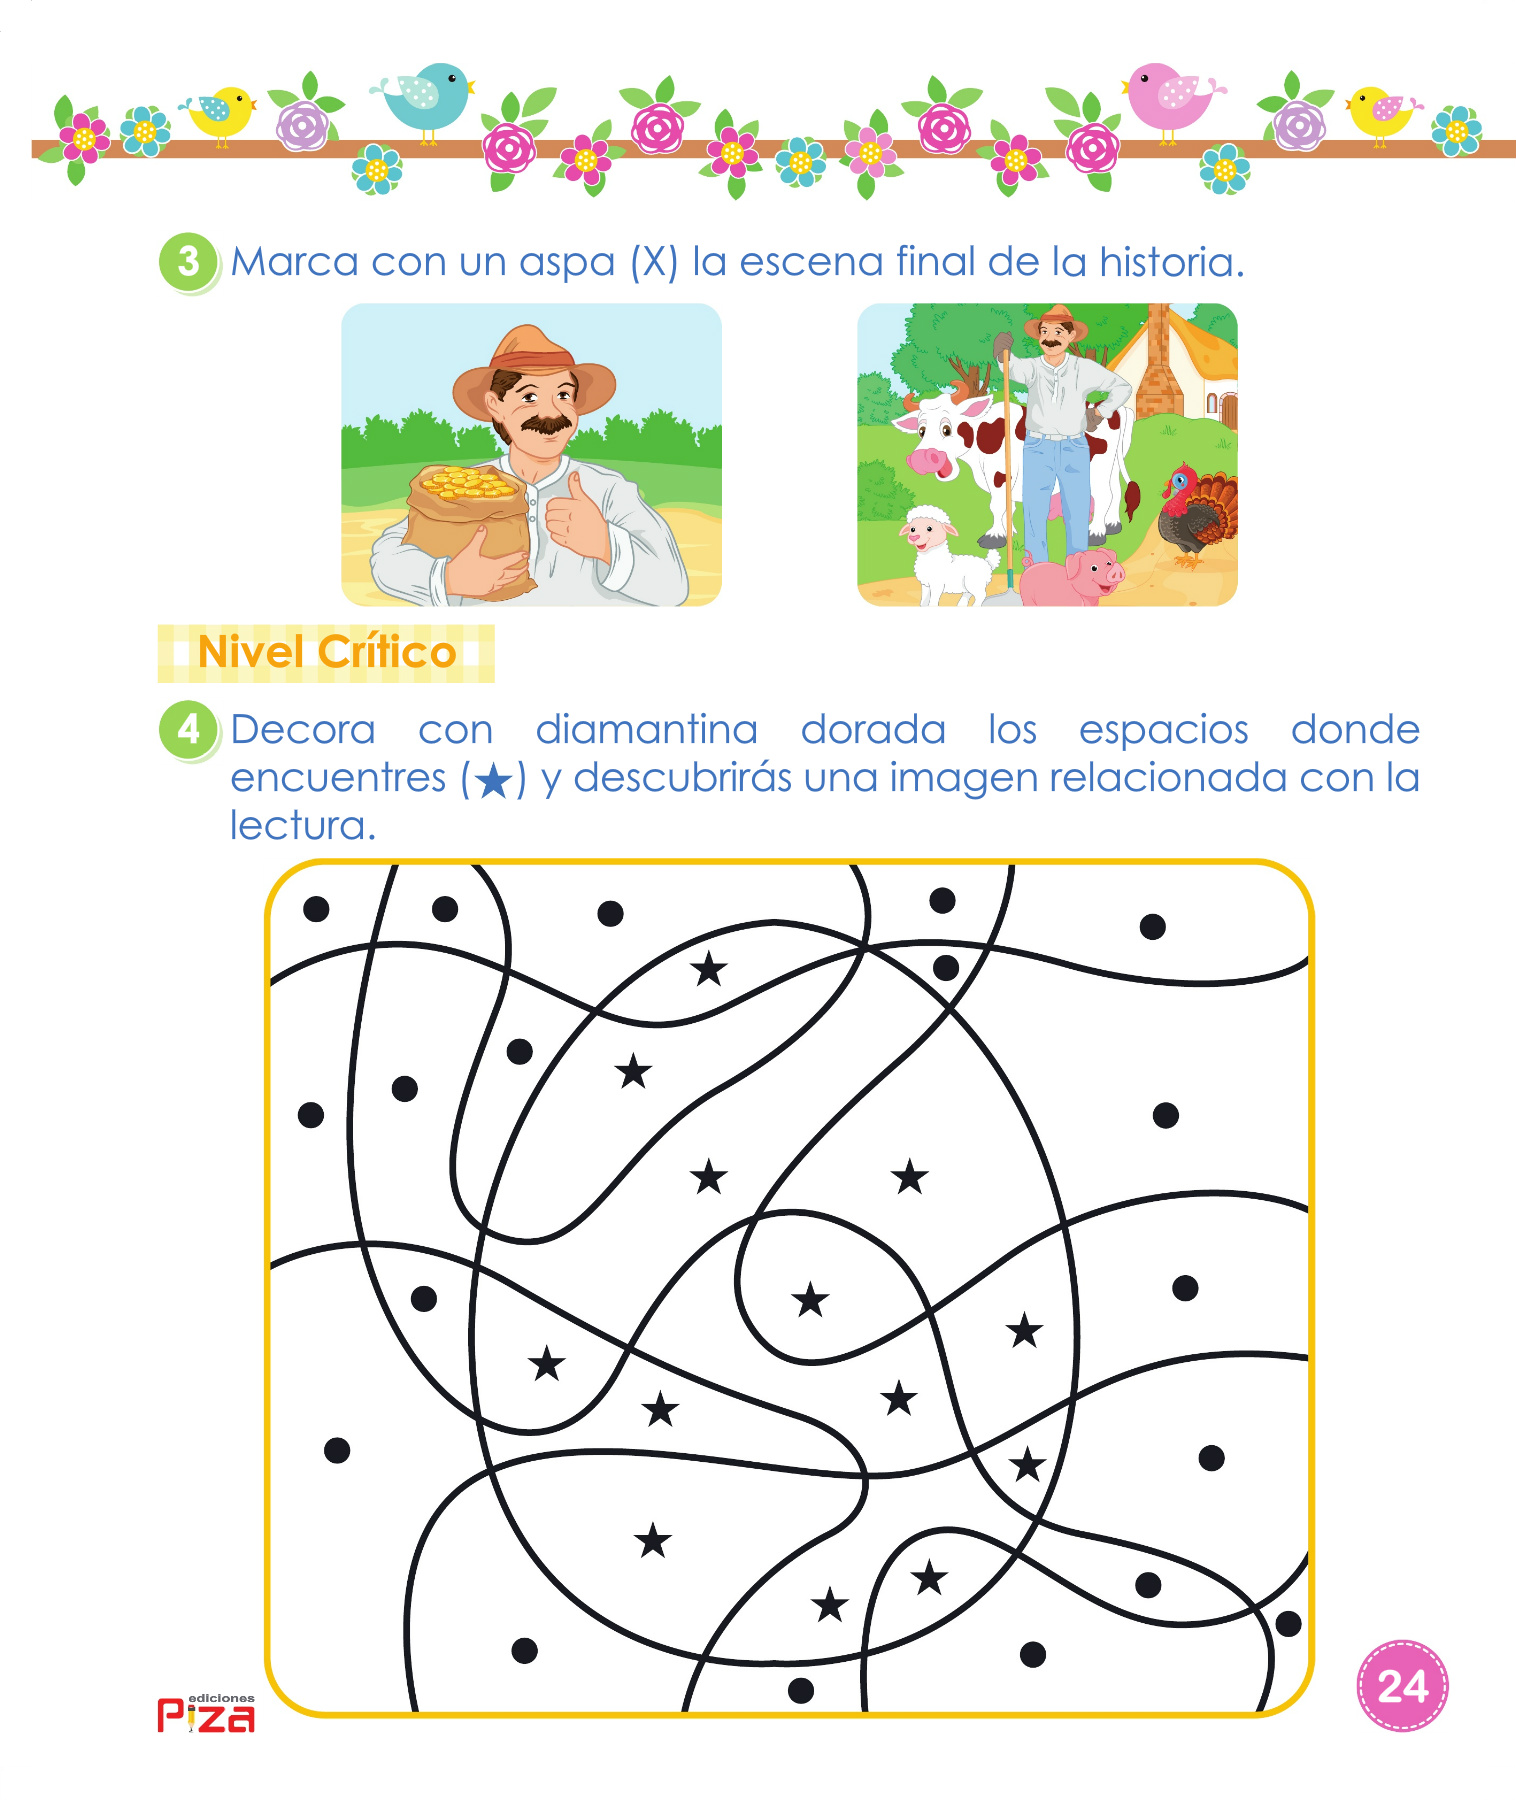 3 Marca con un aspa (X) la escena final de la historia.
Nivel Crítico
4 Decora con diamantina dorada los espacios donde
encuentres (★) y descubrirás una imagen relacionada con la
lectura.
ediciones
Piza
24